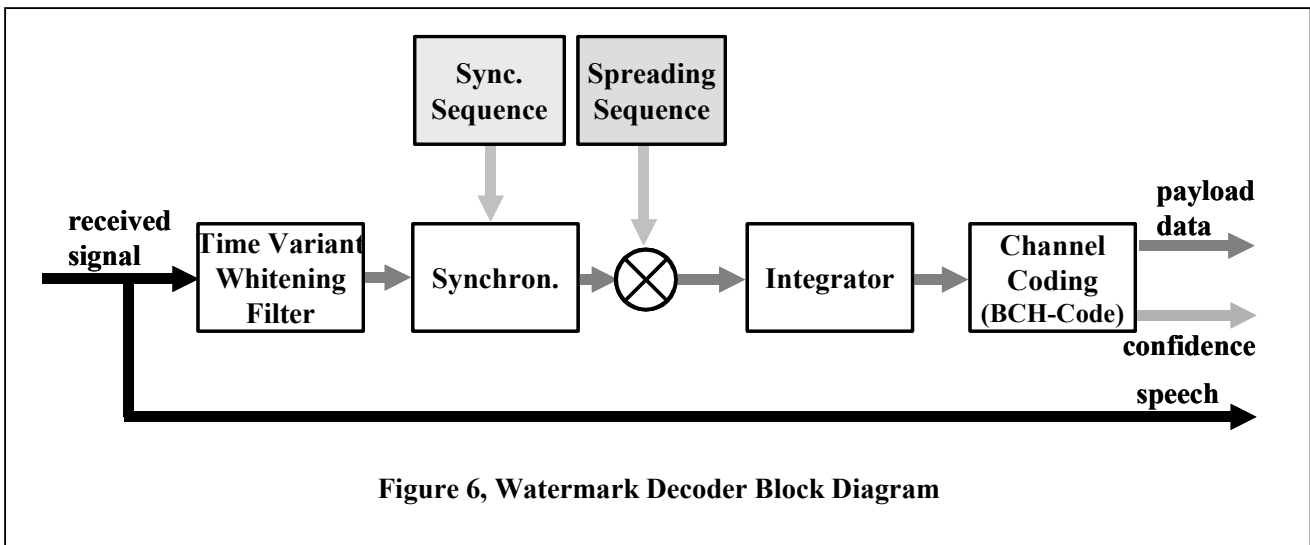 Sync.
Sequence
Spreading
Sequence
received
signal
Time Variant
Whitening
Filter
Synchron.
Integrator
Channel
Coding
(BCH-Code)
payload
data
confidence
speech
Figure 6, Watermark Decoder Block Diagram